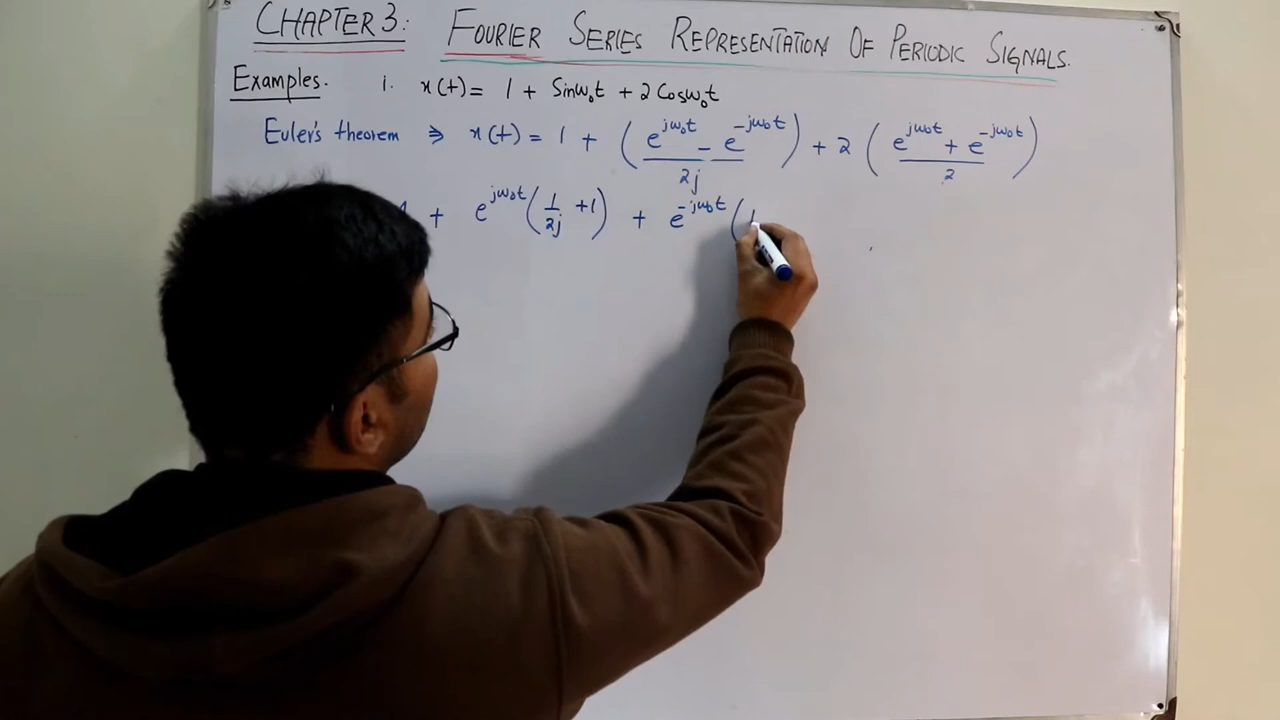 CHAPTER 3: FOURIER SERIES REPRESENTATION OF PERIODIC SIGNALS.
Examples. i. x(t) = 1 + Sinω₀t + 2 Cosω₀t
Euler's theorem ⇒ x(t) = 1 + ( (e^{jω₀t} - e^{-jω₀t}) / 2j ) + 2 ( (e^{jω₀t} + e^{-jω₀t}) / 2 )
+ e^{jω₀t} ( 1/2j + 1 ) + e^{-jω₀t} (